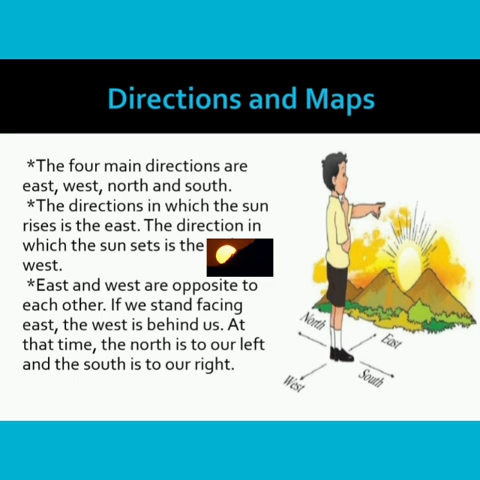 Directions and Maps
*The four main directions are
east, west, north and south.
*The directions in which the sun
rises is the east. The direction in
which the sun sets is the
west.
*East and west are opposite to
each other. If we stand facing
east, the west is behind us. At
that time, the north is to our left
and the south is to our right.
North
East
West
South